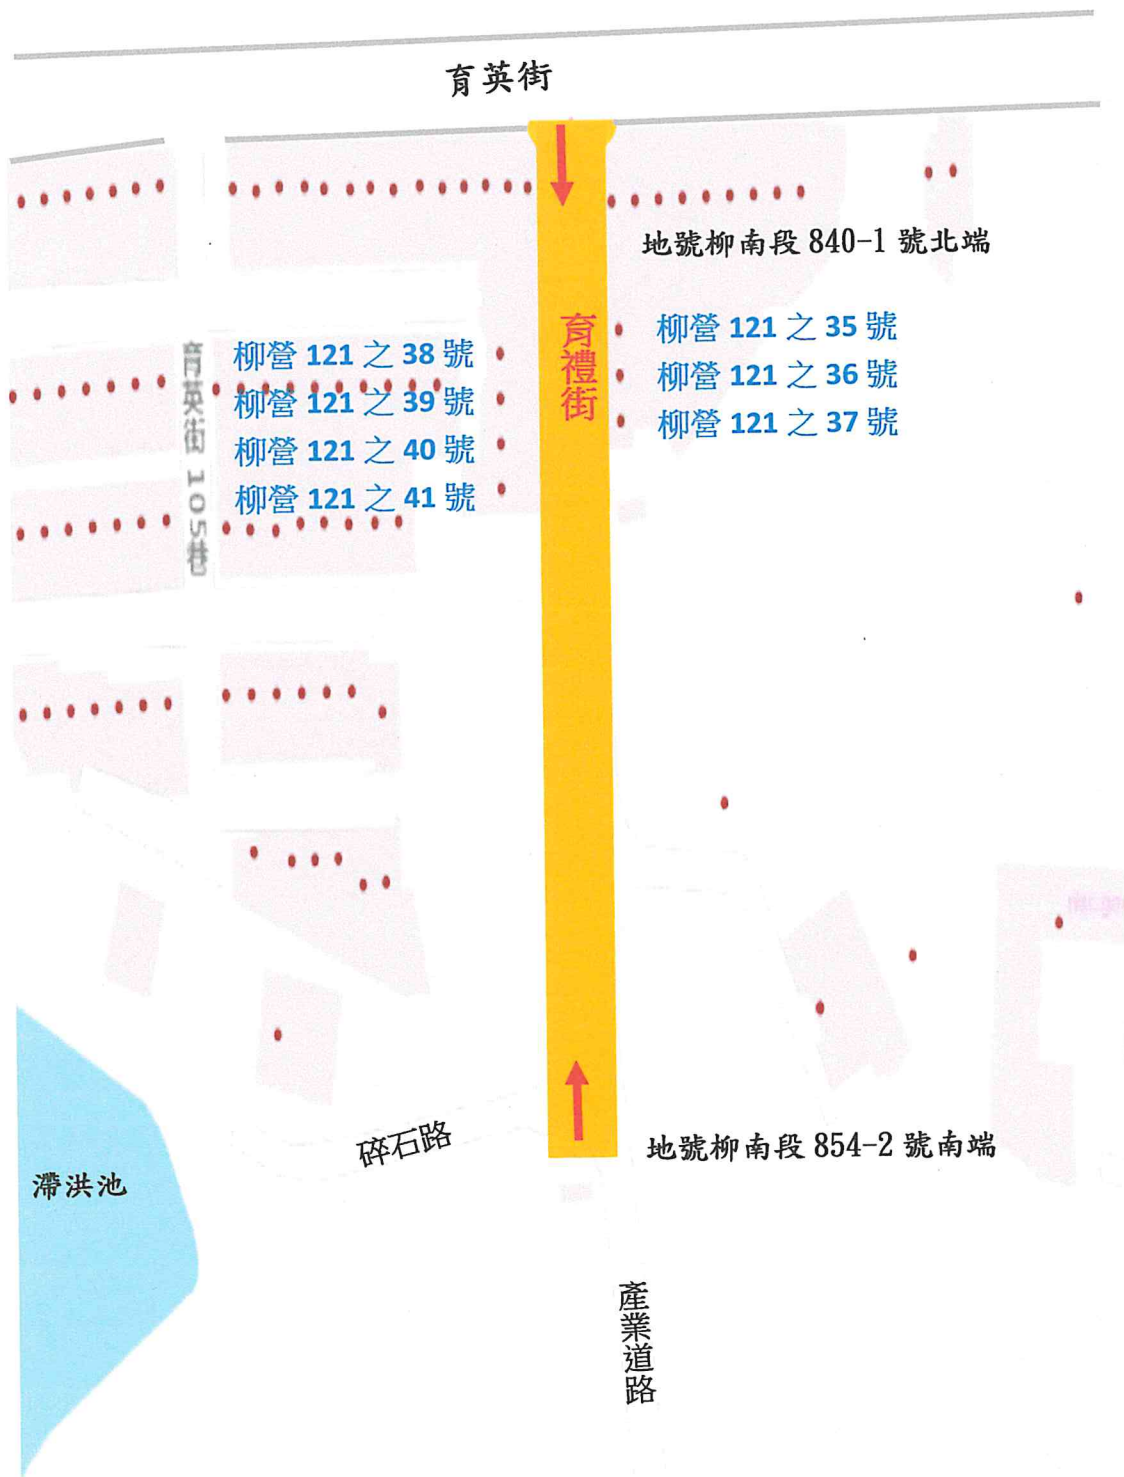 育英街
地號柳南段 840-1 號北端
育禮街
柳營 121 之 35 號
柳營 121 之 36 號
柳營 121 之 37 號
育英街 105巷
柳營 121 之 38 號
柳營 121 之 39 號
柳營 121 之 40 號
柳營 121 之 41 號
碎石路
地號柳南段 854-2 號南端
滯洪池
產業道路